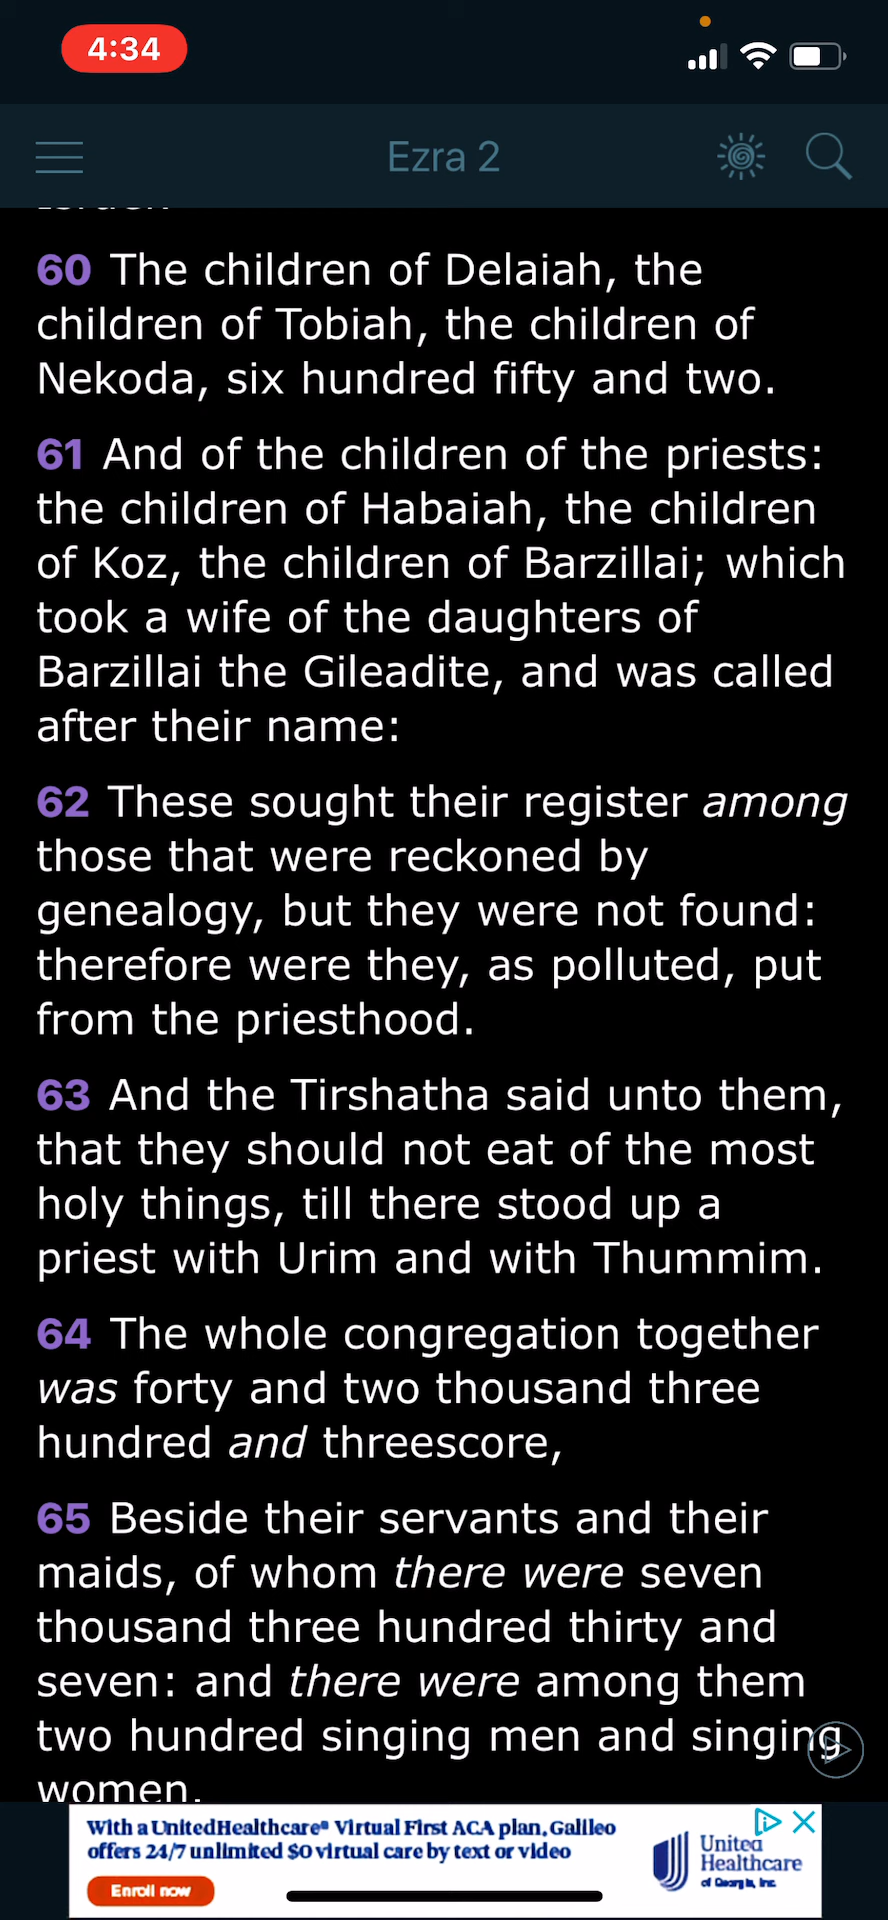 4:34
Ezra 2
60 The children of Delaiah, the
children of Tobiah, the children of
Nekoda, six hundred fifty and two.
61 And of the children of the priests:
the children of Habaiah, the children
of Koz, the children of Barzillai; which
took a wife of the daughters of
Barzillai the Gileadite, and was called
after their name:
62 These sought their register among
those that were reckoned by
genealogy, but they were not found:
therefore were they, as polluted, put
from the priesthood.
63 And the Tirshatha said unto them,
that they should not eat of the most
holy things, till there stood up a
priest with Urim and with Thummim.
64 The whole congregation together
was forty and two thousand three
hundred and threescore,
65 Beside their servants and their
maids, of whom there were seven
thousand three hundred thirty and
seven: and there were among them
two hundred singing men and singing
women.
With a UnitedHealthcare® Virtual First ACA plan, Galileo
offers 24/7 unlimited $0 virtual care by text or video
Enroll now
United
Healthcare
of Georgia, Inc.